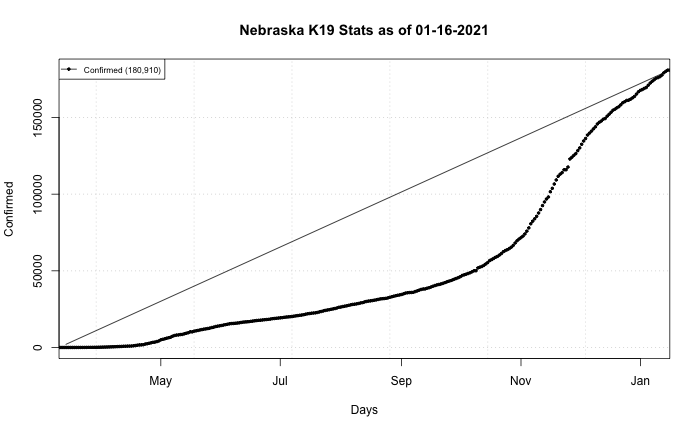 Nebraska K19 Stats as of 01-16-2021
Confirmed (180,910)
Confirmed
150000
100000
50000
0
May Jul Sep Nov Jan
Days